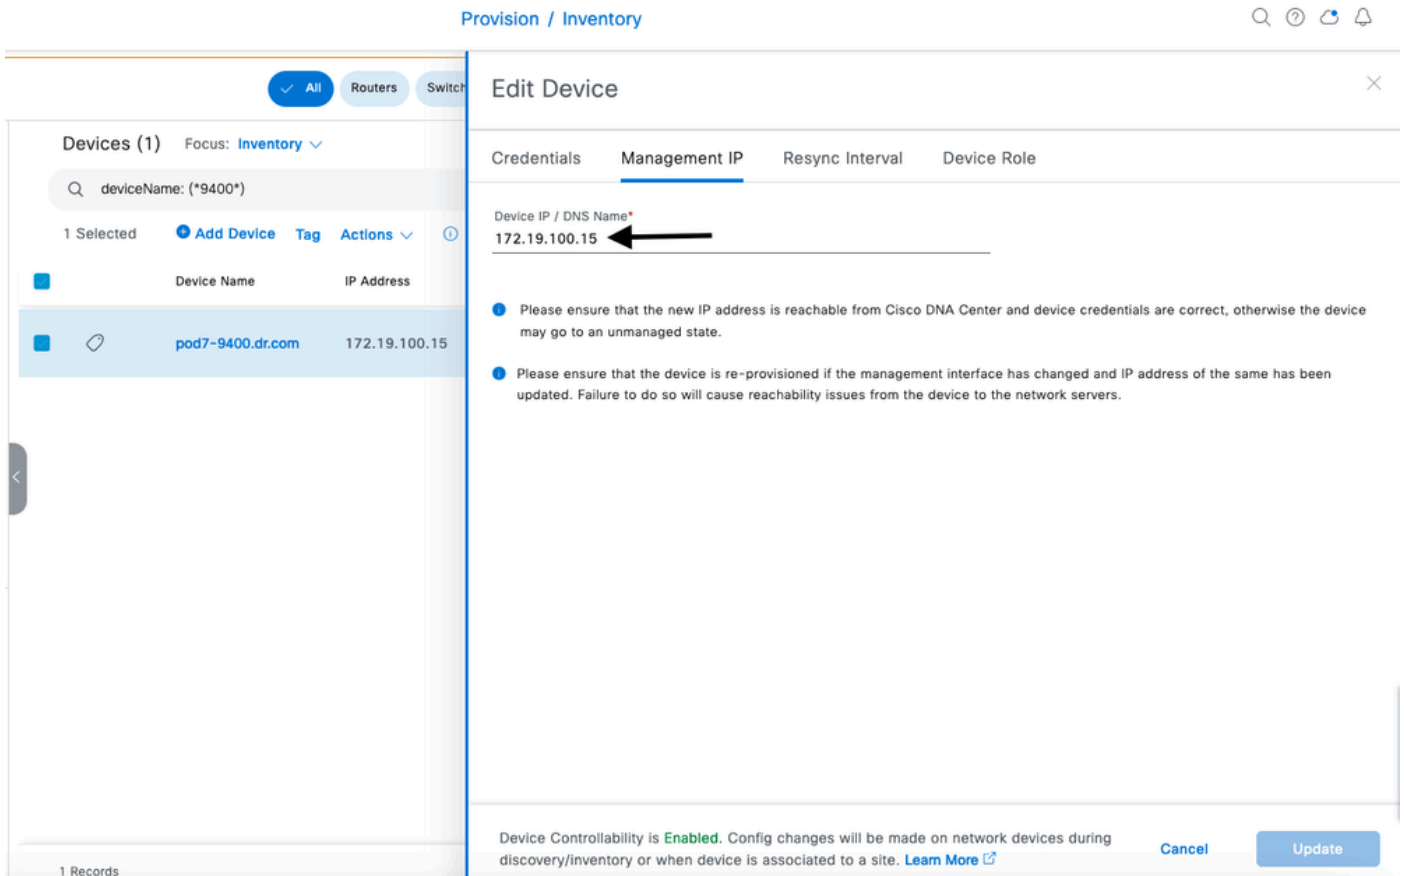 Provision / Inventory
All
Routers
Switch
Devices (1)
Focus: Inventory
deviceName: (*9400*)
1 Selected
Add Device
Tag
Actions
Device Name
IP Address
pod7-9400.dr.com
172.19.100.15
1 Records
Edit Device
Credentials
Management IP
Resync Interval
Device Role
Device IP / DNS Name*
172.19.100.15
Please ensure that the new IP address is reachable from Cisco DNA Center and device credentials are correct, otherwise the device
may go to an unmanaged state.
Please ensure that the device is re-provisioned if the management interface has changed and IP address of the same has been
updated. Failure to do so will cause reachability issues from the device to the network servers.
Device Controllability is Enabled. Config changes will be made on network devices during
discovery/inventory or when device is associated to a site. Learn More
Cancel
Update